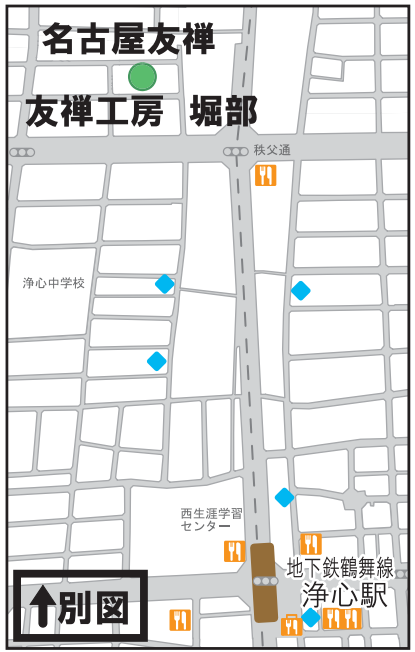 名古屋友禅
友禅工房 堀部
秩父通
浄心中学校
西生涯学習
センター
地下鉄鶴舞線
浄心駅
別図